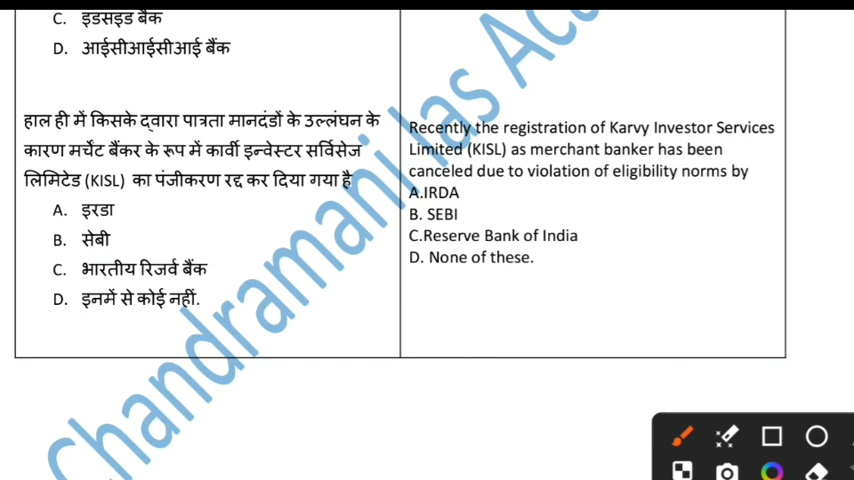 C. इडसइड बैंक
D. आईसीआईसीआई बैंक
हाल ही में किसके द्वारा पात्रता मानदंडों के उल्लंघन के
कारण मर्चेंट बैंकर के रूप में कार्वी इन्वेस्टर सर्विसेज
लिमिटेड (KISL) का पंजीकरण रद्द कर दिया गया है
A. इरडा
B. सेबी
C. भारतीय रिजर्व बैंक
D. इनमें से कोई नहीं.
Recently the registration of Karvy Investor Services
Limited (KISL) as merchant banker has been
canceled due to violation of eligibility norms by
A.IRDA
B. SEBI
C.Reserve Bank of India
D. None of these.
Chandramani Ias Aca